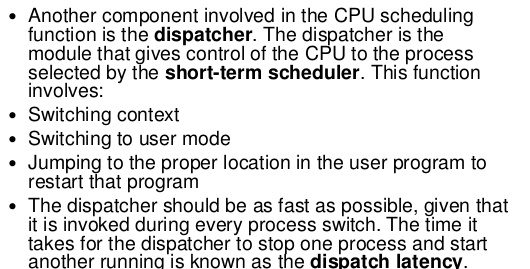 • Another component involved in the CPU scheduling
function is the dispatcher. The dispatcher is the
module that gives control of the CPU to the process
selected by the short-term scheduler. This function
involves:
• Switching context
• Switching to user mode
• Jumping to the proper location in the user program to
restart that program
• The dispatcher should be as fast as possible, given that
it is invoked during every process switch. The time it
takes for the dispatcher to stop one process and start
another running is known as the dispatch latency.